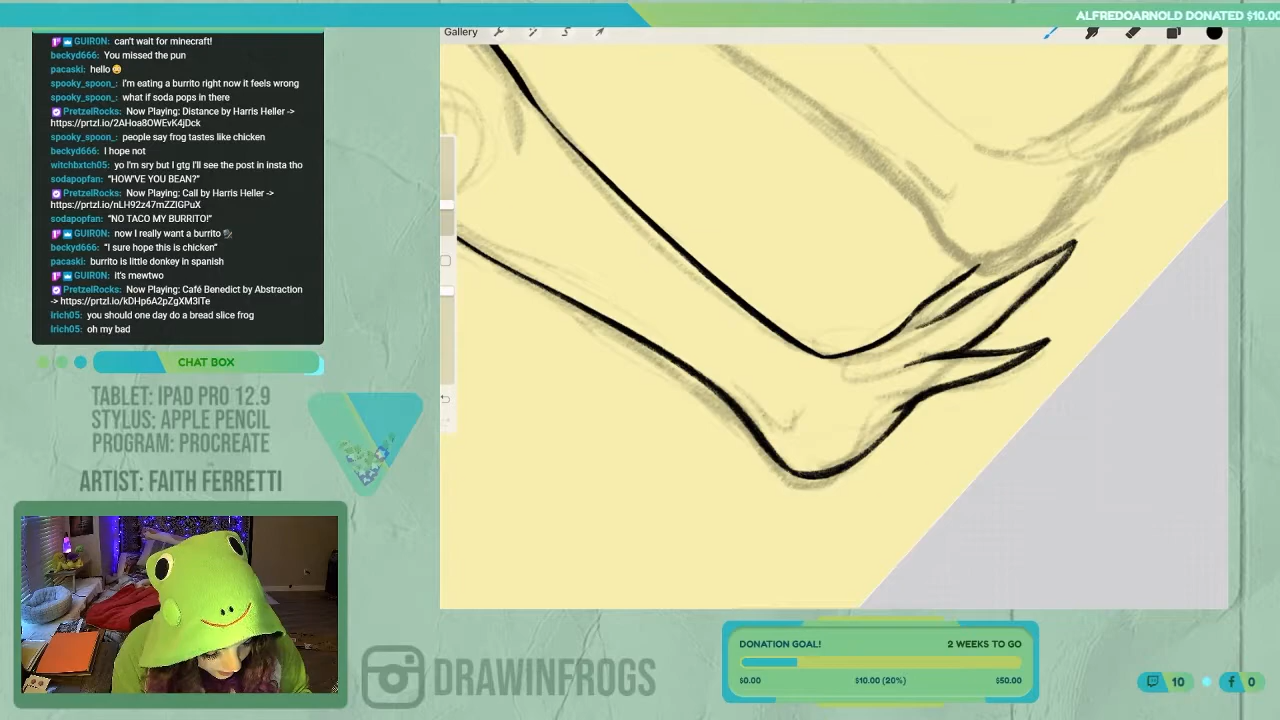 ALFREDOARNOLD DONATED $10.00
Gallery
GUIR0N: can't wait for minecraft!
beckyd666: You missed the pun
pacaski: hello 😳
spooky_spoon_: i'm eating a burrito right now it feels wrong
spooky_spoon_: what if soda pops in there
PretzelRocks: Now Playing: Distance by Harris Heller ->
https://prtzl.io/2AHoa8OWEvK4jDck
spooky_spoon_: people say frog tastes like chicken
beckyd666: I hope not
witchbxtch05: yo I'm sry but I gtg I'll see the post in insta tho
sodapopfan: “HOW'VE YOU BEAN?”
PretzelRocks: Now Playing: Call by Harris Heller ->
https://prtzl.io/nLH92z47mZZlGPuX
sodapopfan: “NO TACO MY BURRITO!”
GUIR0N: now I really want a burrito
beckyd666: “I sure hope this is chicken”
pacaski: burrito is little donkey in spanish
GUIR0N: it's mewtwo
PretzelRocks: Now Playing: Café Benedict by Abstraction
-> https://prtzl.io/kDHp6A2pZgXM3lTe
lrich05: you should one day do a bread slice frog
lrich05: oh my bad
CHAT BOX
TABLET: IPAD PRO 12.9
STYLUS: APPLE PENCIL
PROGRAM: PROCREATE
ARTIST: FAITH FERRETTI
DRAWINFROGS
DONATION GOAL! 2 WEEKS TO GO
$0.00 $10.00 (20%) $50.00
10 0